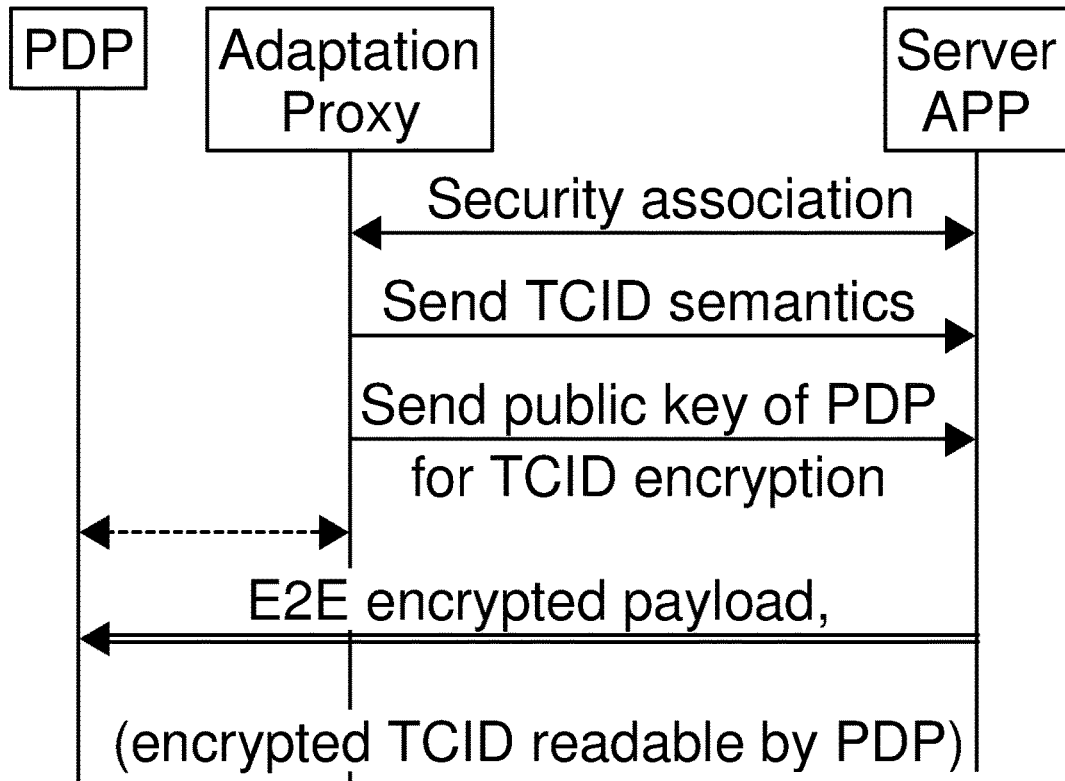 PDP
Adaptation
Proxy
Server
APP
Security association
Send TCID semantics
Send public key of PDP
for TCID encryption
E2E encrypted payload,
(encrypted TCID readable by PDP)